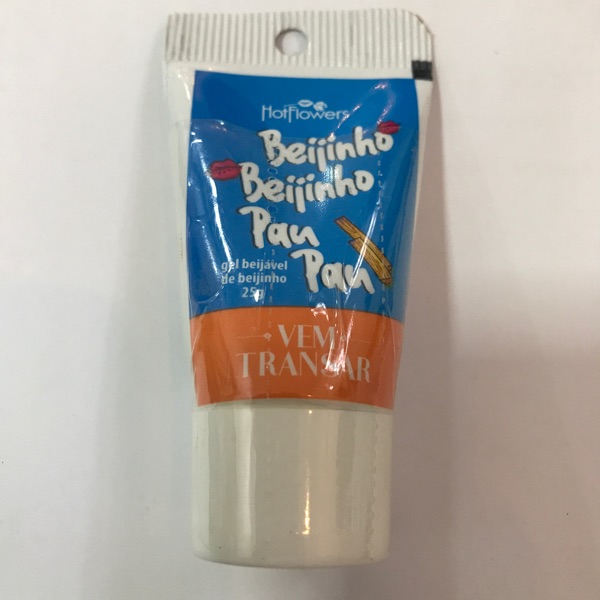 HotFlowers
Beijinho
Beijinho
Pau
Pau
gel beijável
de beijinho
25g
VEM
TRANSAR